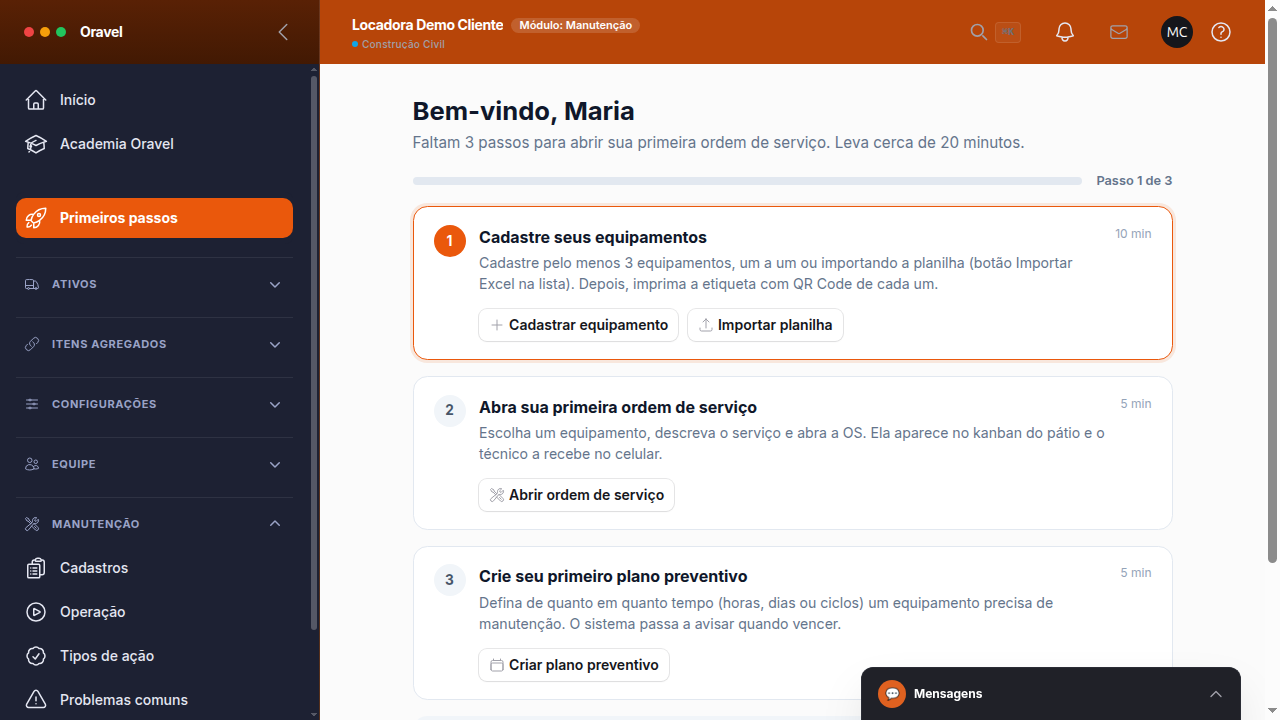 Oravel
Início
Academia Oravel
Primeiros passos
ATIVOS
ITENS AGREGADOS
CONFIGURAÇÕES
EQUIPE
MANUTENÇÃO
Cadastros
Operação
Tipos de ação
Problemas comuns
Locadora Demo Cliente
Módulo: Manutenção
Construção Civil
⌘K
MC
Bem-vindo, Maria
Faltam 3 passos para abrir sua primeira ordem de serviço. Leva cerca de 20 minutos.
Passo 1 de 3
1
Cadastre seus equipamentos
10 min
Cadastre pelo menos 3 equipamentos, um a um ou importando a planilha (botão Importar
Excel na lista). Depois, imprima a etiqueta com QR Code de cada um.
Cadastrar equipamento
Importar planilha
2
Abra sua primeira ordem de serviço
5 min
Escolha um equipamento, descreva o serviço e abra a OS. Ela aparece no kanban do pátio e o
técnico a recebe no celular.
Abrir ordem de serviço
3
Crie seu primeiro plano preventivo
5 min
Defina de quanto em quanto tempo (horas, dias ou ciclos) um equipamento precisa de
manutenção. O sistema passa a avisar quando vencer.
Criar plano preventivo
Mensagens